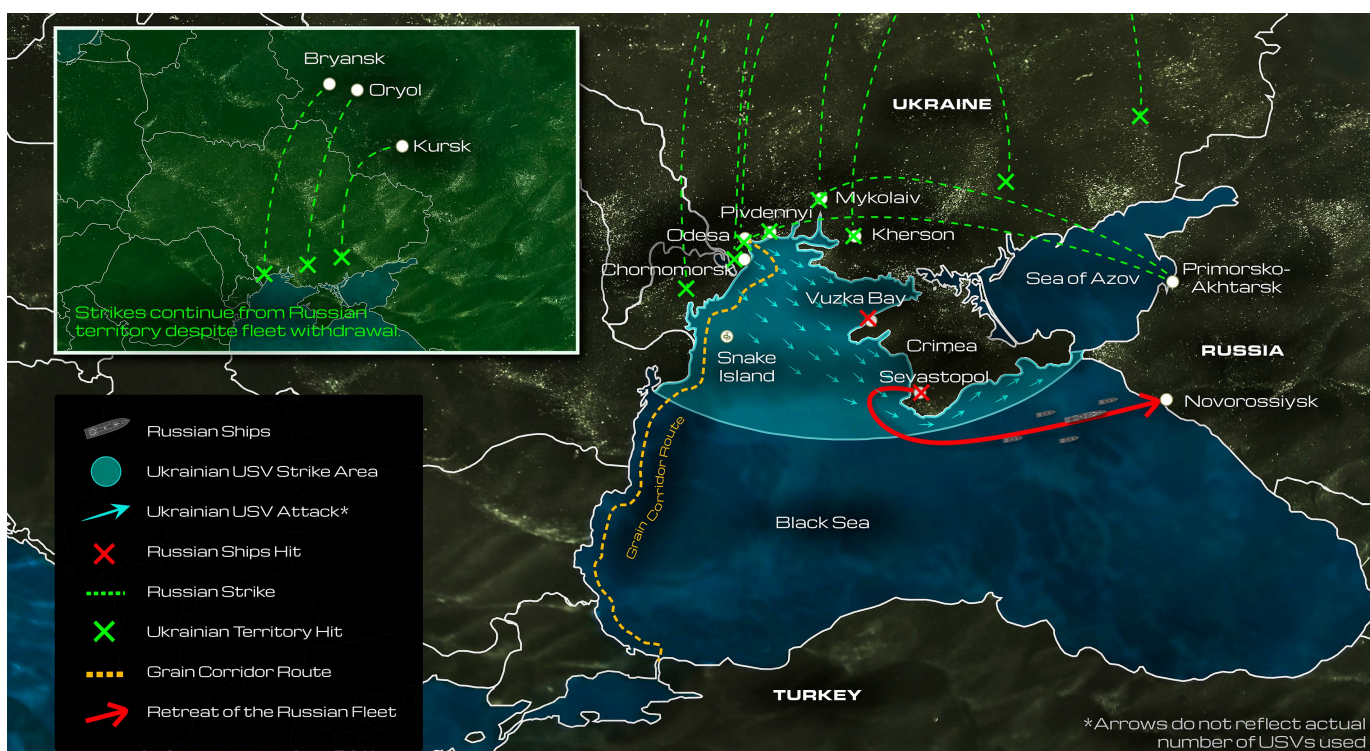 Bryansk
Oryol
Kursk
Strikes continue from Russian
territory despite fleet withdrawal.
UKRAINE
Mykolaiv
Pivdennyi
Odesa
Kherson
Chornomorsk
Sea of Azov
Primorsko-
Akhtarsk
Vuzka Bay
Snake
Island
Crimea
RUSSIA
Sevastopol
Novorossiysk
Grain Corridor Route
Black Sea
TURKEY
Russian Ships
Ukrainian USV Strike Area
Ukrainian USV Attack*
Russian Ships Hit
Russian Strike
Ukrainian Territory Hit
Grain Corridor Route
Retreat of the Russian Fleet
*Arrows do not reflect actual
number of USVs used